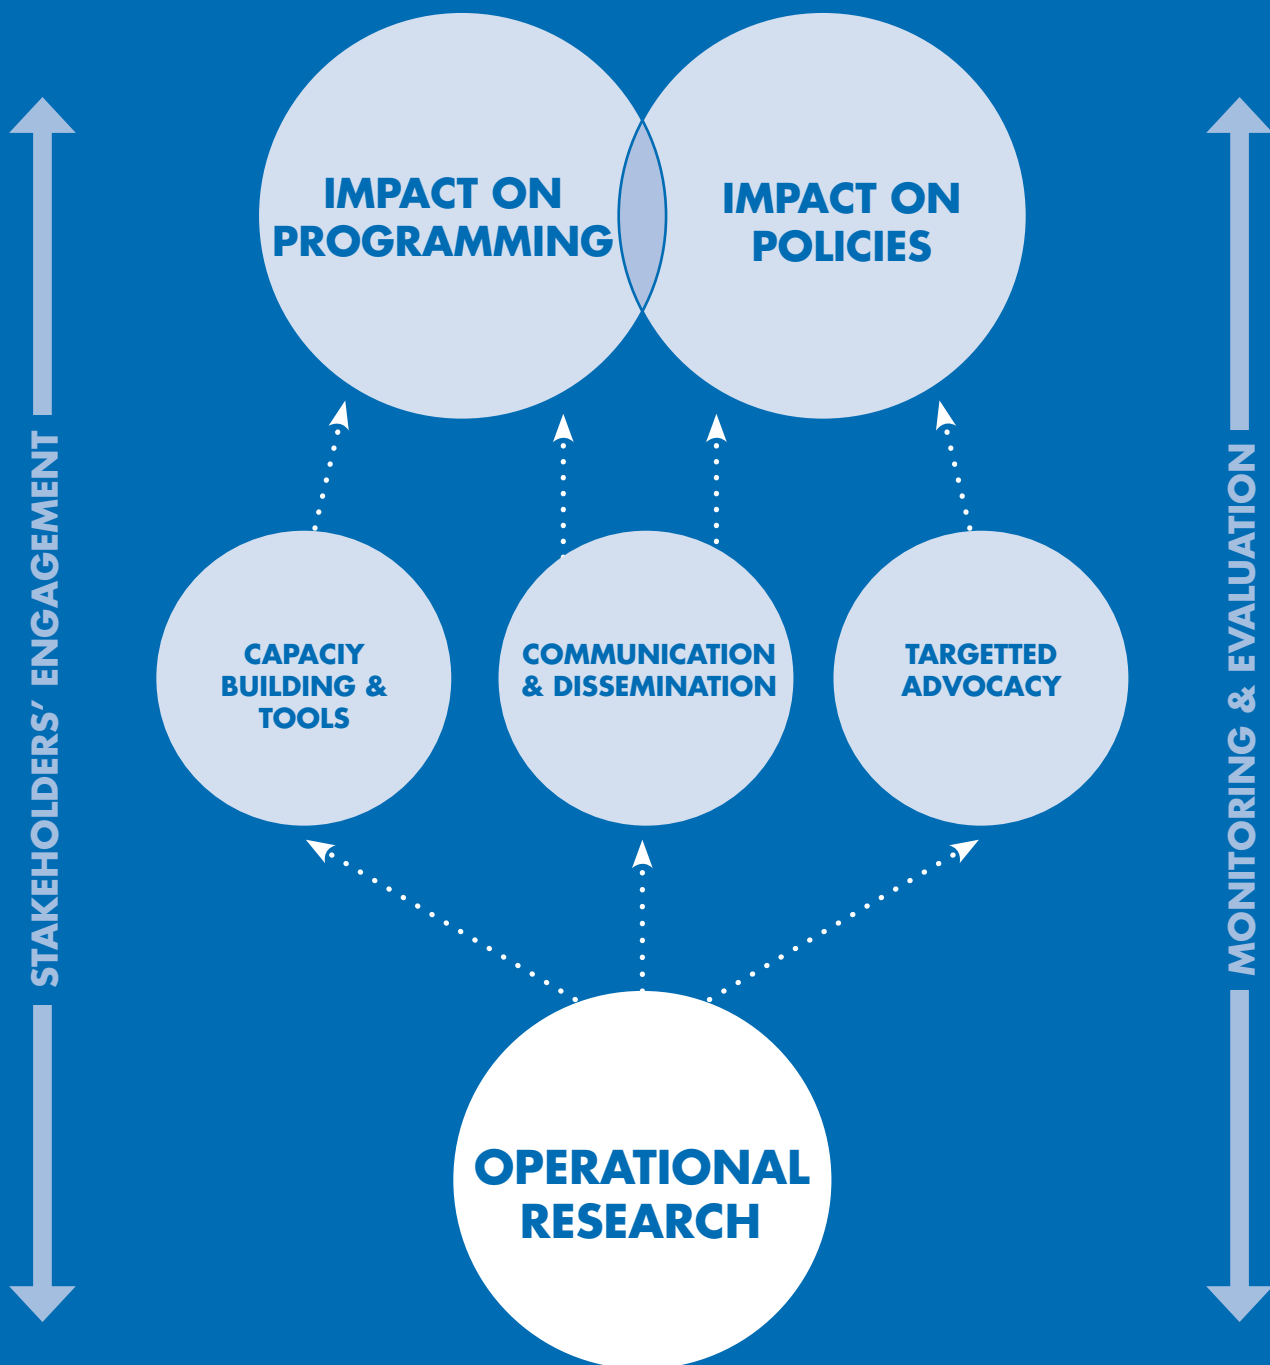 IMPACT ON
PROGRAMMING
IMPACT ON
POLICIES
STAKEHOLDERS’ ENGAGEMENT
MONITORING & EVALUATION
CAPACIY
BUILDING &
TOOLS
COMMUNICATION
& DISSEMINATION
TARGETTED
ADVOCACY
OPERATIONAL
RESEARCH